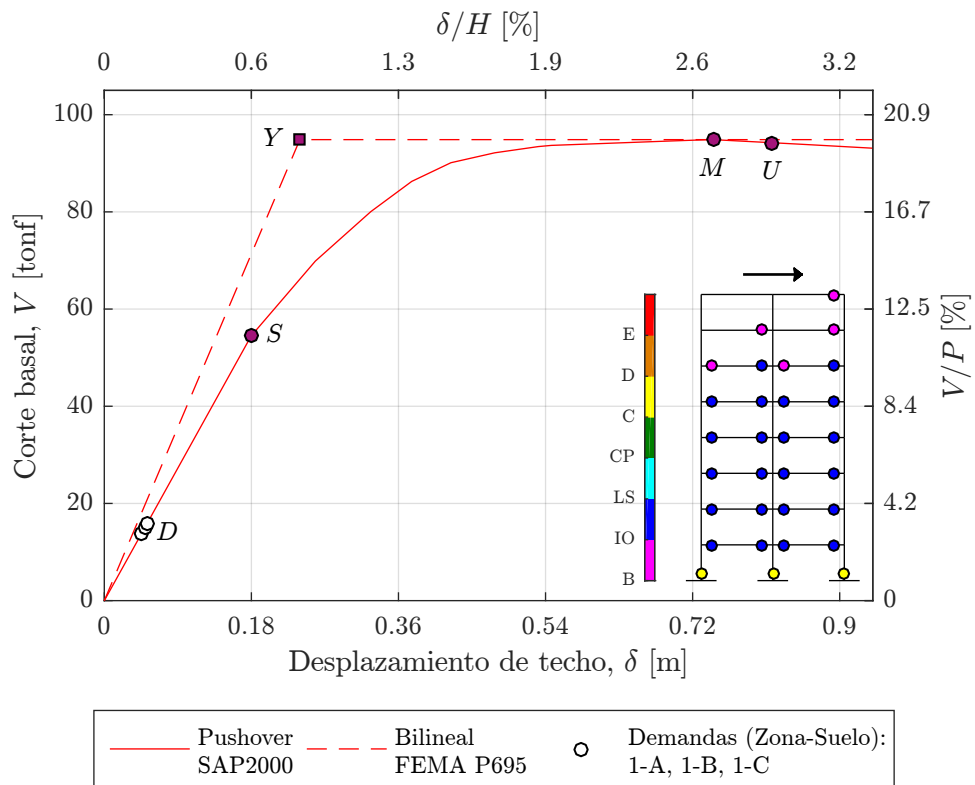 δ/H [%]
0 0.6 1.3 1.9 2.6 3.2
100 20.9
Y M U
80 16.7
Corte basal, V [tonf]
V/P [%]
60 12.5
S
E
D
40 8.4
C
CP
20 4.2
LS
D
IO
B
0 0
0 0.18 0.36 0.54 0.72 0.9
Desplazamiento de techo, δ [m]
Pushover Bilineal Demandas (Zona-Suelo):
SAP2000 FEMA P695 1-A, 1-B, 1-C